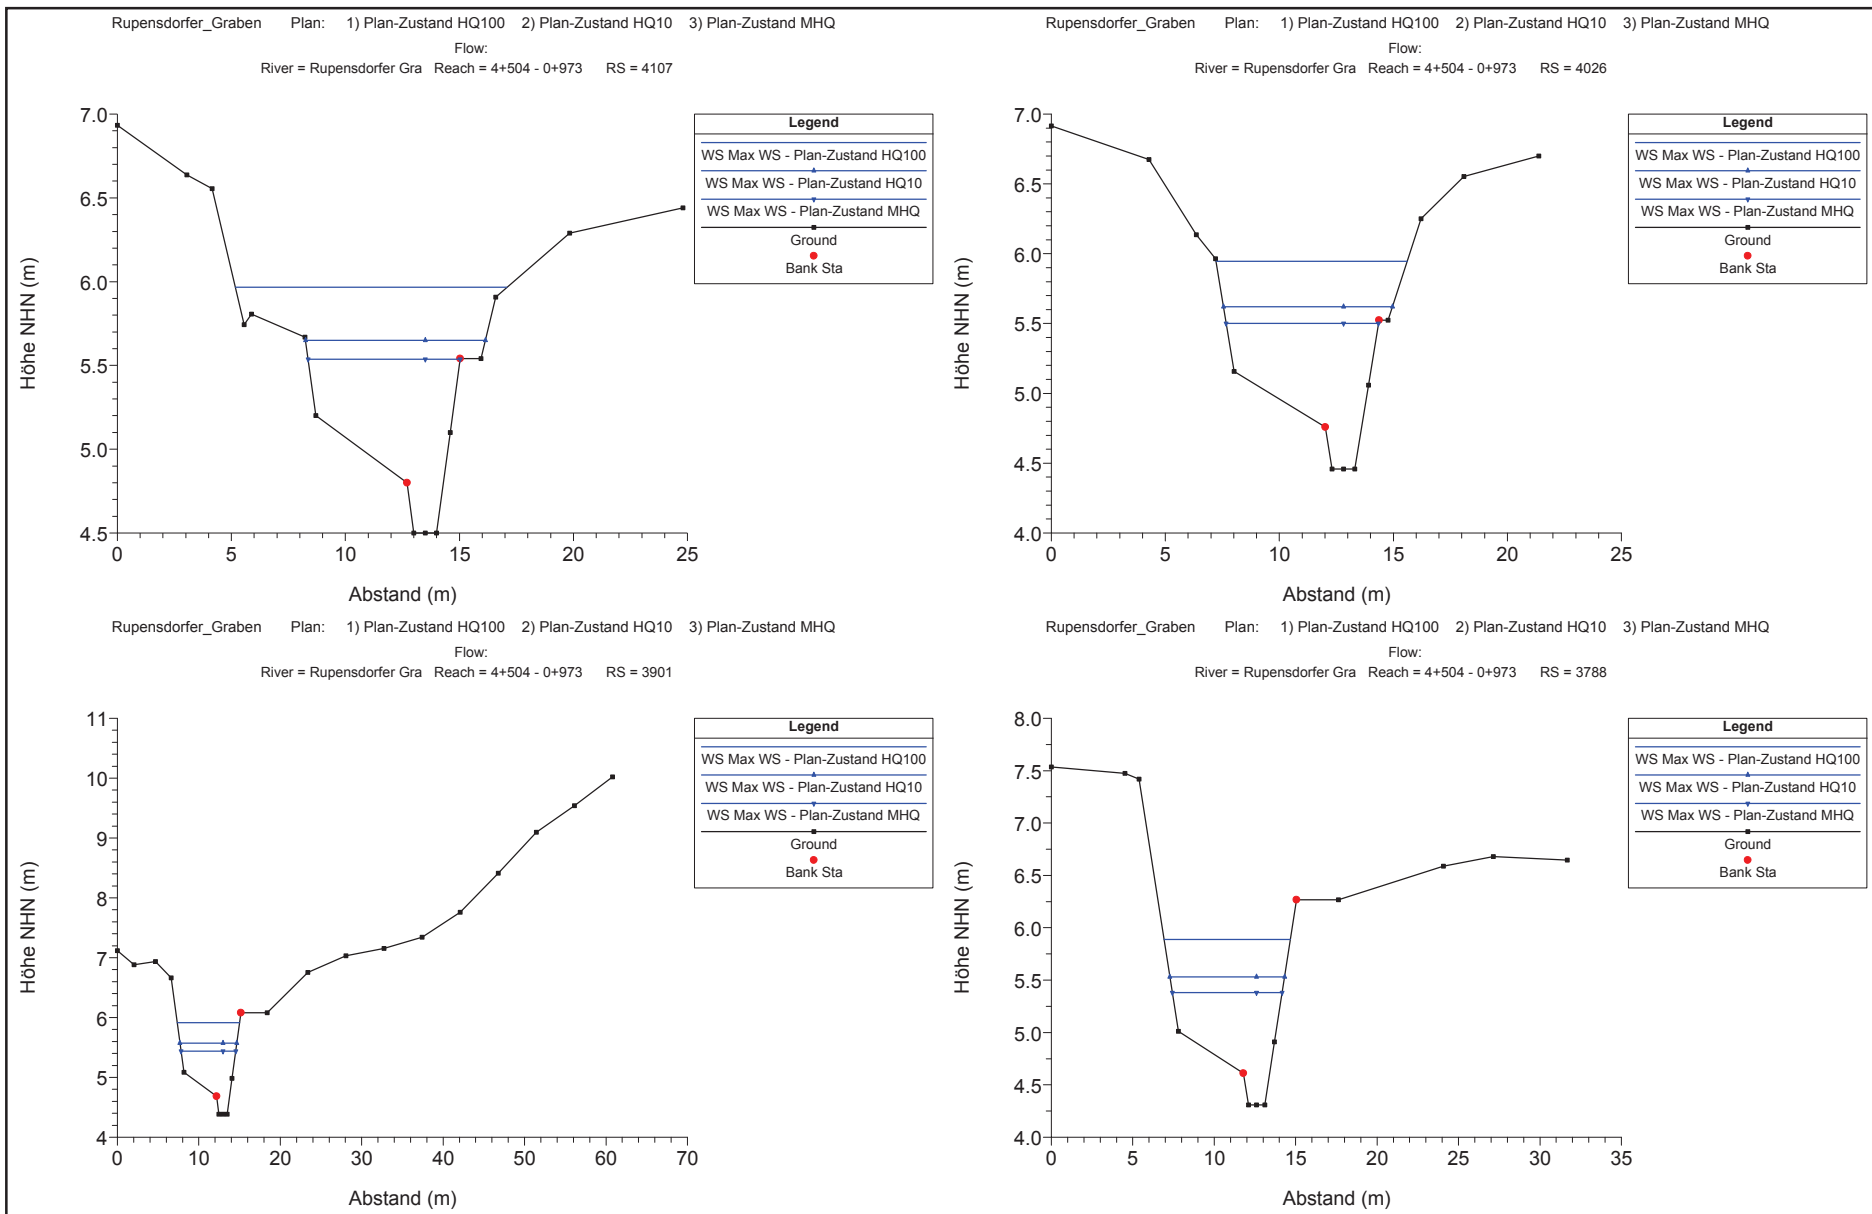 Rupensdorfer_Graben Plan: 1) Plan-Zustand HQ100 2) Plan-Zustand HQ10 3) Plan-Zustand MHQ
Flow:
River = Rupensdorfer Gra Reach = 4+504 - 0+973 RS = 4107
7.0
6.5
6.0
5.5
5.0
4.5
Höhe NHN (m)
0 5 10 15 20 25
Abstand (m)
Legend
WS Max WS - Plan-Zustand HQ100
WS Max WS - Plan-Zustand HQ10
WS Max WS - Plan-Zustand MHQ
Ground
Bank Sta
Rupensdorfer_Graben Plan: 1) Plan-Zustand HQ100 2) Plan-Zustand HQ10 3) Plan-Zustand MHQ
Flow:
River = Rupensdorfer Gra Reach = 4+504 - 0+973 RS = 4026
7.0
6.5
6.0
5.5
5.0
4.5
4.0
Höhe NHN (m)
0 5 10 15 20 25
Abstand (m)
Legend
WS Max WS - Plan-Zustand HQ100
WS Max WS - Plan-Zustand HQ10
WS Max WS - Plan-Zustand MHQ
Ground
Bank Sta
Rupensdorfer_Graben Plan: 1) Plan-Zustand HQ100 2) Plan-Zustand HQ10 3) Plan-Zustand MHQ
Flow:
River = Rupensdorfer Gra Reach = 4+504 - 0+973 RS = 3901
11
10
9
8
7
6
5
4
Höhe NHN (m)
0 10 20 30 40 50 60 70
Abstand (m)
Legend
WS Max WS - Plan-Zustand HQ100
WS Max WS - Plan-Zustand HQ10
WS Max WS - Plan-Zustand MHQ
Ground
Bank Sta
Rupensdorfer_Graben Plan: 1) Plan-Zustand HQ100 2) Plan-Zustand HQ10 3) Plan-Zustand MHQ
Flow:
River = Rupensdorfer Gra Reach = 4+504 - 0+973 RS = 3788
8.0
7.5
7.0
6.5
6.0
5.5
5.0
4.5
4.0
Höhe NHN (m)
0 5 10 15 20 25 30 35
Abstand (m)
Legend
WS Max WS - Plan-Zustand HQ100
WS Max WS - Plan-Zustand HQ10
WS Max WS - Plan-Zustand MHQ
Ground
Bank Sta